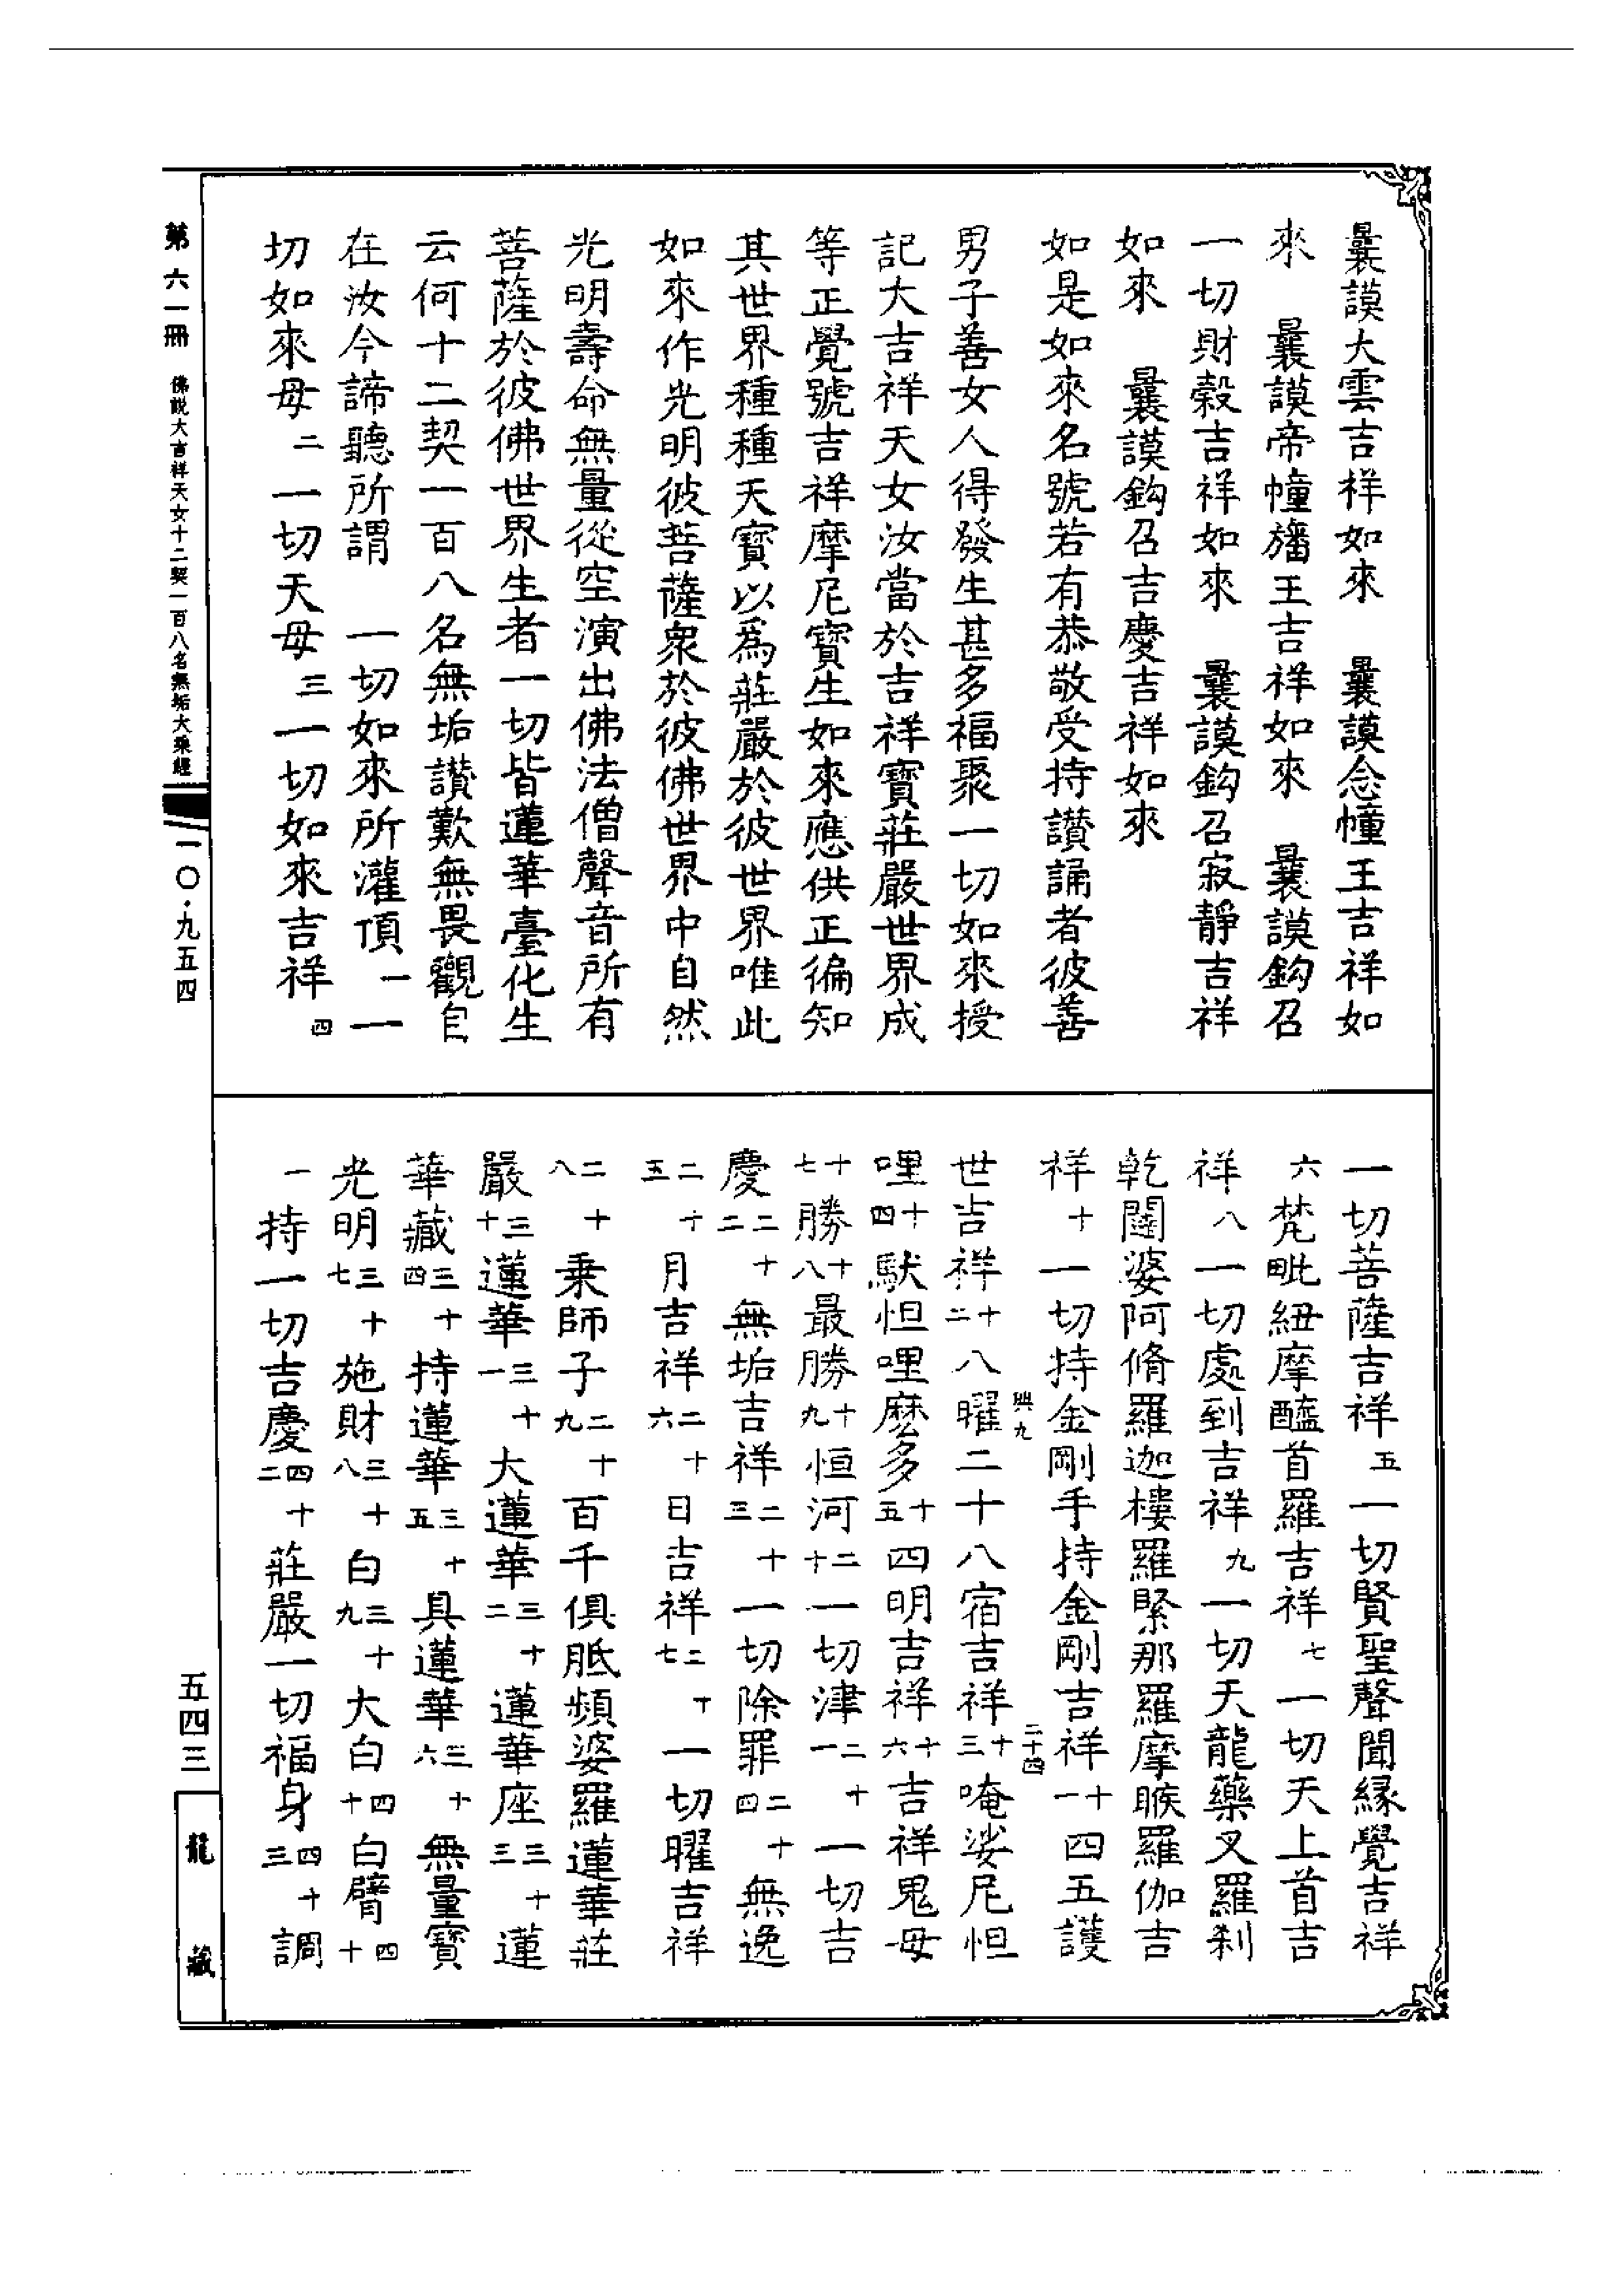 曩謨大雲吉祥如來　曩謨念幢王吉祥如
來　曩謨帝幢旛王吉祥如來　曩謨鈎召
一切財穀吉祥如來　曩謨鈎召寂靜吉祥
如來　曩謨鈎召吉慶吉祥如來
如是如來名號若有恭敬受持讚誦者彼善
男子善女人得發生甚多福聚一切如來授
記大吉祥天女汝當於吉祥寶莊嚴世界成
等正覺號吉祥摩尼寶生如來應供正徧知
其世界種種天寶以爲莊嚴於彼世界唯此
如來作光明彼菩薩衆於彼佛世界中自然
光明壽命無量從空演出佛法僧聲音所有
菩薩於彼佛世界生者一切皆蓮華臺化生
云何十二契一百八名無垢讚歎無畏觀自
在汝今諦聽所謂　一切如來所灌頂一一
切如來母二一切天母三一切如來吉祥四
一切菩薩吉祥五一切賢聖聲聞緣覺吉祥
六梵毗紐摩醯首羅吉祥七一切天上首吉
祥八一切處到吉祥九一切天龍藥叉羅剎
乾闥婆阿脩羅迦樓羅緊那羅摩睺羅伽吉
祥十一切持金剛手持金剛吉祥十一四五護
興九
二十四
世吉祥十二八曜二十八宿吉祥十三唵娑尼怛
哩十四馱怛哩麼多十五四明吉祥十六吉祥鬼母
十七勝十八最勝十九恒河二十一切津二十一一切吉
慶二十二無垢吉祥二十三一切除罪二十四無逸
二十五月吉祥二十六日吉祥二十七一切曜吉祥
二十八乘師子二十九百千俱胝頻婆羅蓮華莊
嚴三十蓮華三十一大蓮華三十二蓮華座三十三蓮
華藏三十四持蓮華三十五具蓮華三十六無量寶
光明三十七施財三十八白三十九大白四十白臂四十
一持一切吉慶四十二莊嚴一切福身四十三調
第六一冊　佛說大吉祥天女十二契一百八名無垢大乘經
一〇·九五四
五四三
龍藏